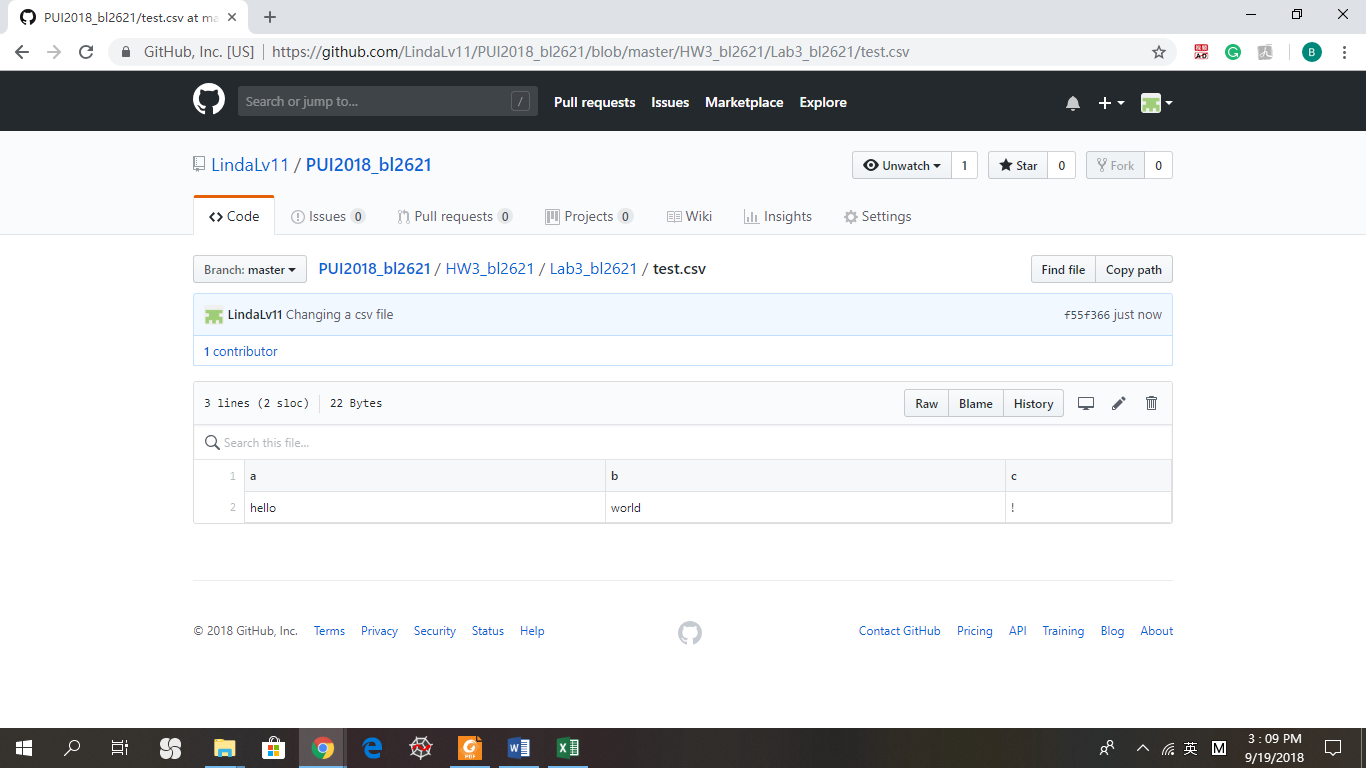 PUI2018_bl2621/test.csv at ma
GitHub, Inc. [US] https://github.com/LindaLv11/PUI2018_bl2621/blob/master/HW3_bl2621/Lab3_bl2621/test.csv B
Search or jump to... / Pull requests Issues Marketplace Explore
LindaLv11 / PUI2018_bl2621 Unwatch 1 Star 0 Fork 0
Code Issues 0 Pull requests 0 Projects 0 Wiki Insights Settings
Branch: master PUI2018_bl2621 / HW3_bl2621 / Lab3_bl2621 / test.csv Find file Copy path
LindaLv11 Changing a csv file f55f366 just now
1 contributor
3 lines (2 sloc) 22 Bytes Raw Blame History
Search this file...
1 a b c
2 hello world !
© 2018 GitHub, Inc. Terms Privacy Security Status Help Contact GitHub Pricing API Training Blog About
英 M 3 : 09 PM
9/19/2018